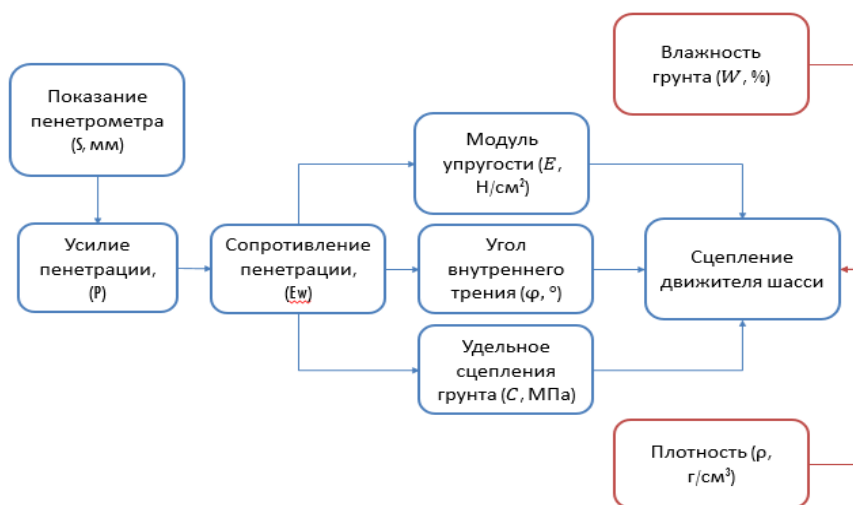 Влажность
грунта (W, %)
Показание
пенетрометра
(S, мм)
Модуль
упругости (E,
Н/см²)
Усилие
пенетрации,
(P)
Сопротивление
пенетрации,
(Ew)
Угол
внутреннего
трения (φ, °)
Сцепление
движителя шасси
Удельное
сцепления
грунта (C, МПа)
Плотность (ρ,
г/см³)